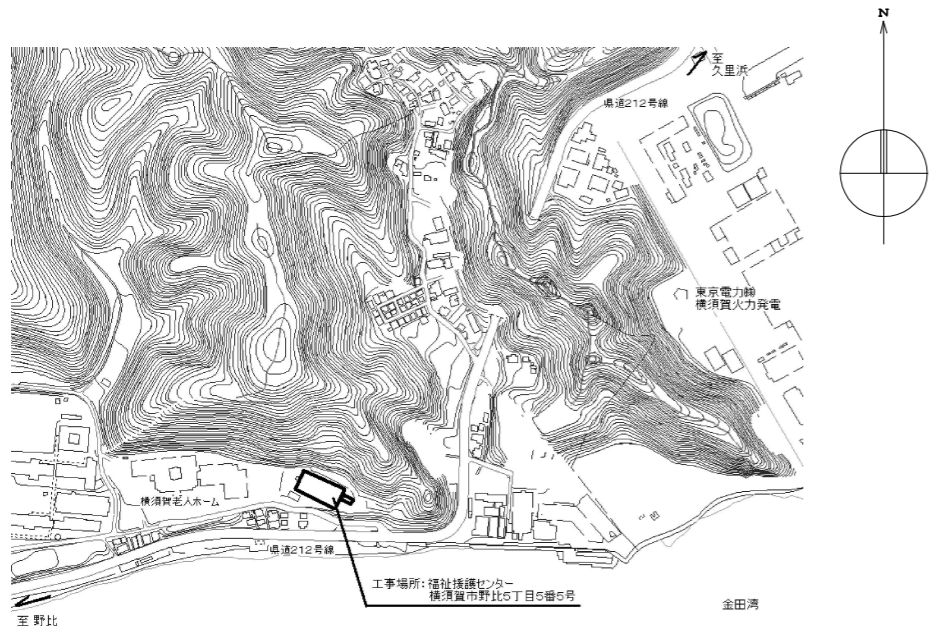 N
至
久里浜
県道212号線
東京電力㈱
横須賀火力発電
横須賀老人ホーム
県道212号線
工事場所：福祉援護センター
横須賀市野比5丁目5番5号
金田湾
至 野比